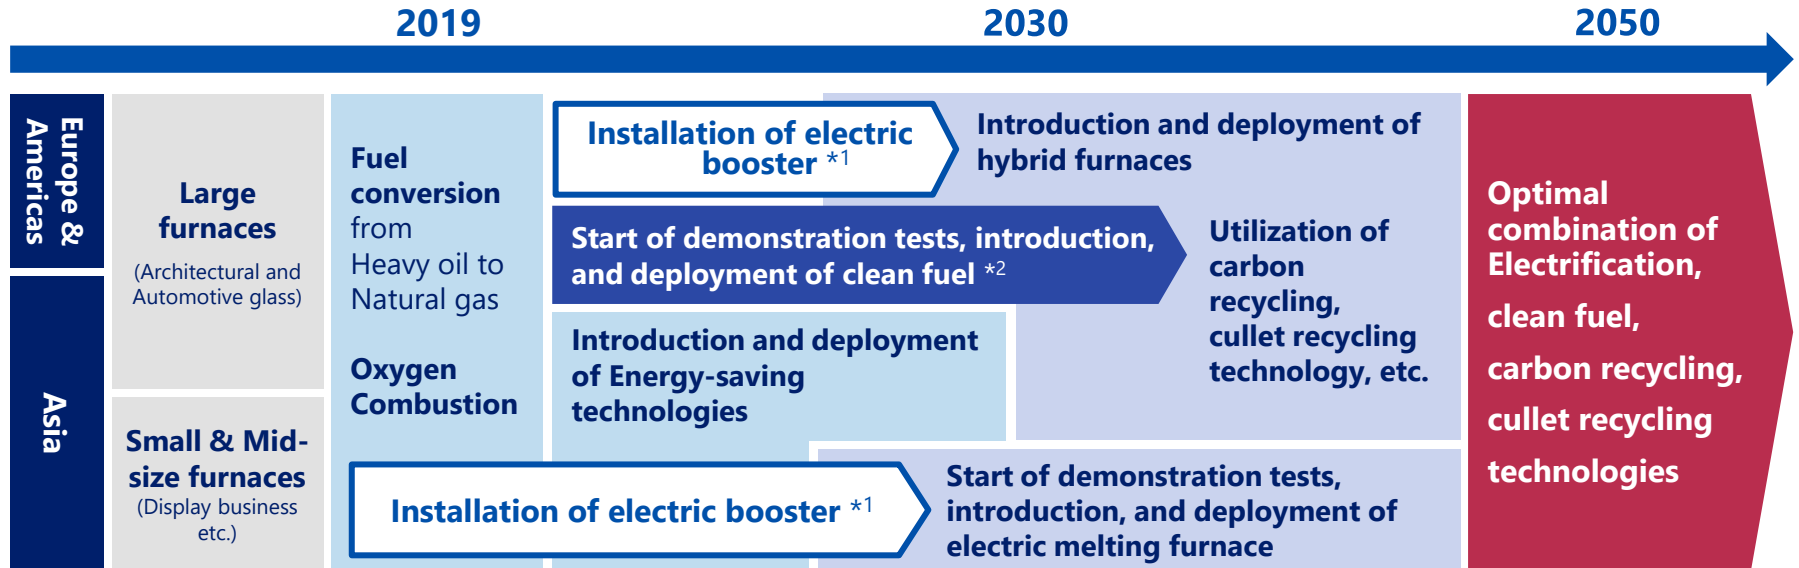 2019
2030
2050
Europe &
Americas
Asia
Large
furnaces
(Architectural and
Automotive glass)
Small & Mid-
size furnaces
(Display business
etc.)
Fuel
conversion
from
Heavy oil to
Natural gas
Oxygen
Combustion
Installation of electric
booster *1
Introduction and deployment of
hybrid furnaces
Start of demonstration tests, introduction,
and deployment of clean fuel *2
Utilization of
carbon
recycling,
cullet recycling
technology, etc.
Introduction and deployment
of Energy-saving
technologies
Installation of electric booster *1
Start of demonstration tests,
introduction, and deployment of
electric melting furnace
Optimal
combination of
Electrification,
clean fuel,
carbon recycling,
cullet recycling
technologies